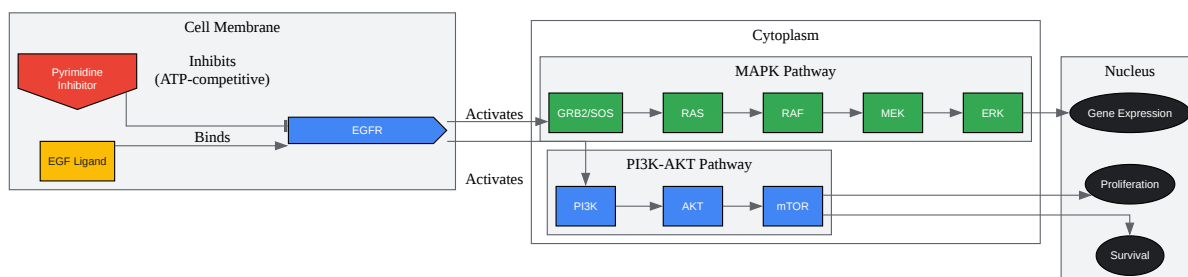 Cell Membrane
Pyrimidine
Inhibitor
Inhibits
(ATP-competitive)
EGFR
EGF Ligand
Binds
Activates
Activates
Cytoplasm
MAPK Pathway
GRB2/SOS
RAS
RAF
MEK
ERK
PI3K-AKT Pathway
PI3K
AKT
mTOR
Nucleus
Gene Expression
Proliferation
Survival